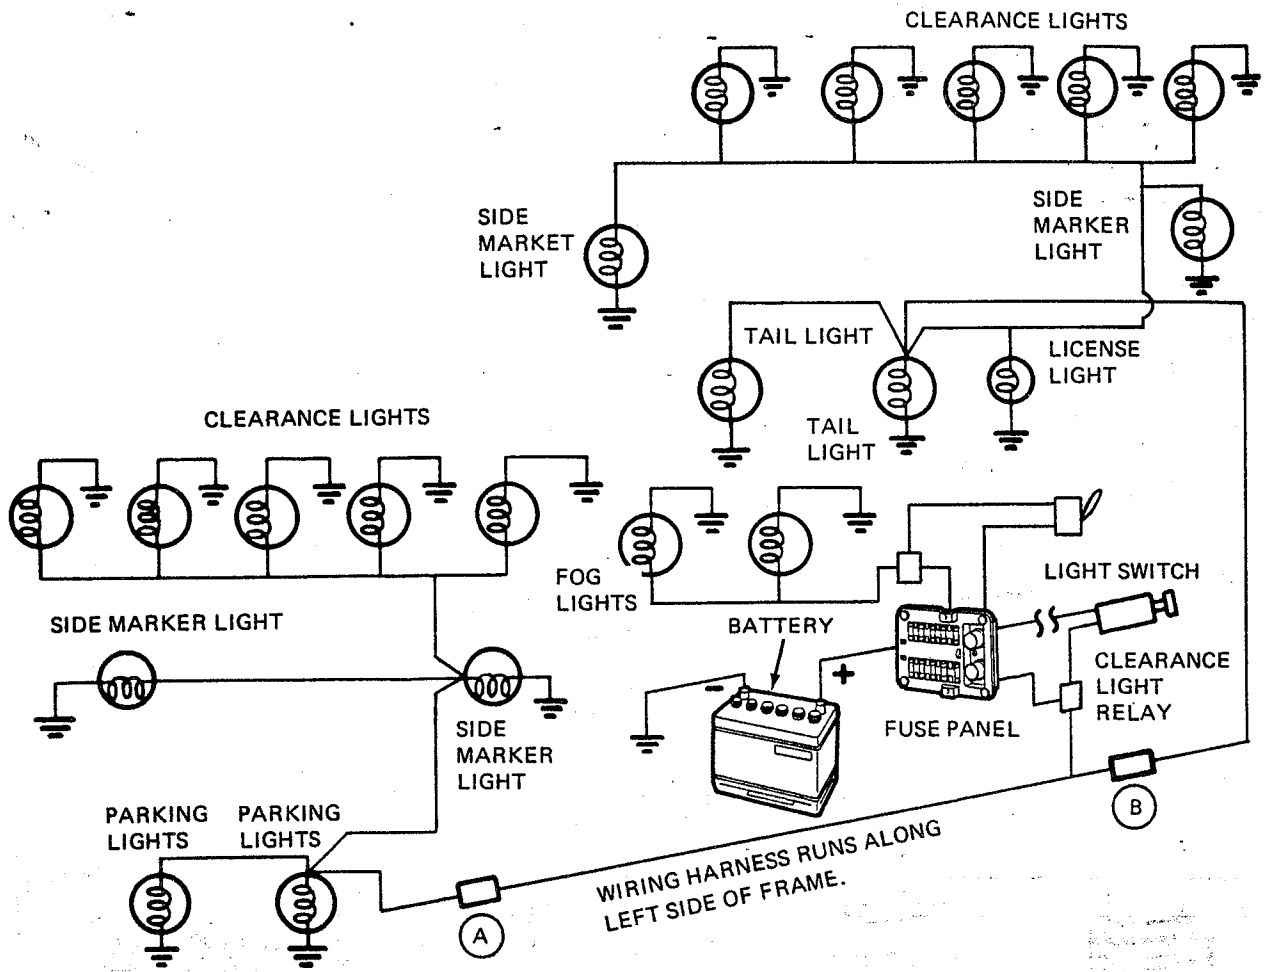 CLEARANCE LIGHTS
SIDE
MARKET
LIGHT
SIDE
MARKER
LIGHT
TAIL LIGHT
LICENSE
LIGHT
TAIL
LIGHT
CLEARANCE LIGHTS
FOG
LIGHTS
LIGHT SWITCH
SIDE MARKER LIGHT
BATTERY
+
-
CLEARANCE
LIGHT
RELAY
FUSE PANEL
SIDE
MARKER
LIGHT
PARKING
LIGHTS
PARKING
LIGHTS
B
WIRING HARNESS RUNS ALONG
LEFT SIDE OF FRAME.
A